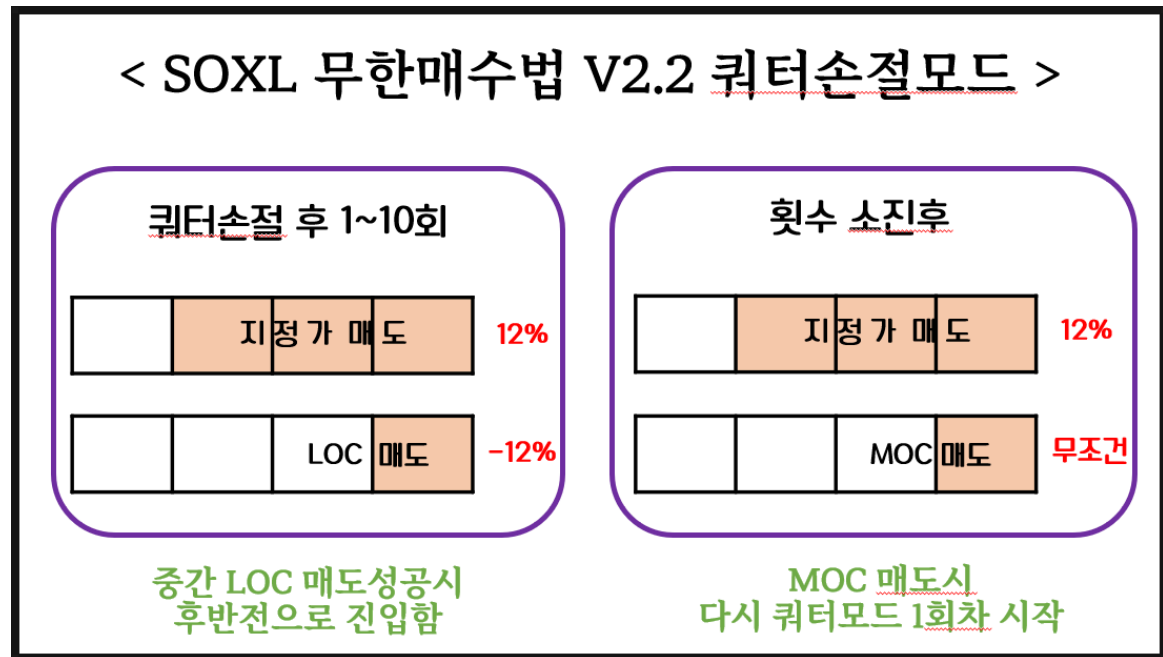 < SOXL 무한매수법 V2.2 쿼터손절모드 >
쿼터손절 후 1~10회
지정가 매도 12%
LOC 매도 -12%
중간 LOC 매도성공시
후반전으로 진입함
횟수 소진후
지정가 매도 12%
MOC 매도 무조건
MOC 매도시
다시 쿼터모드 1회차 시작